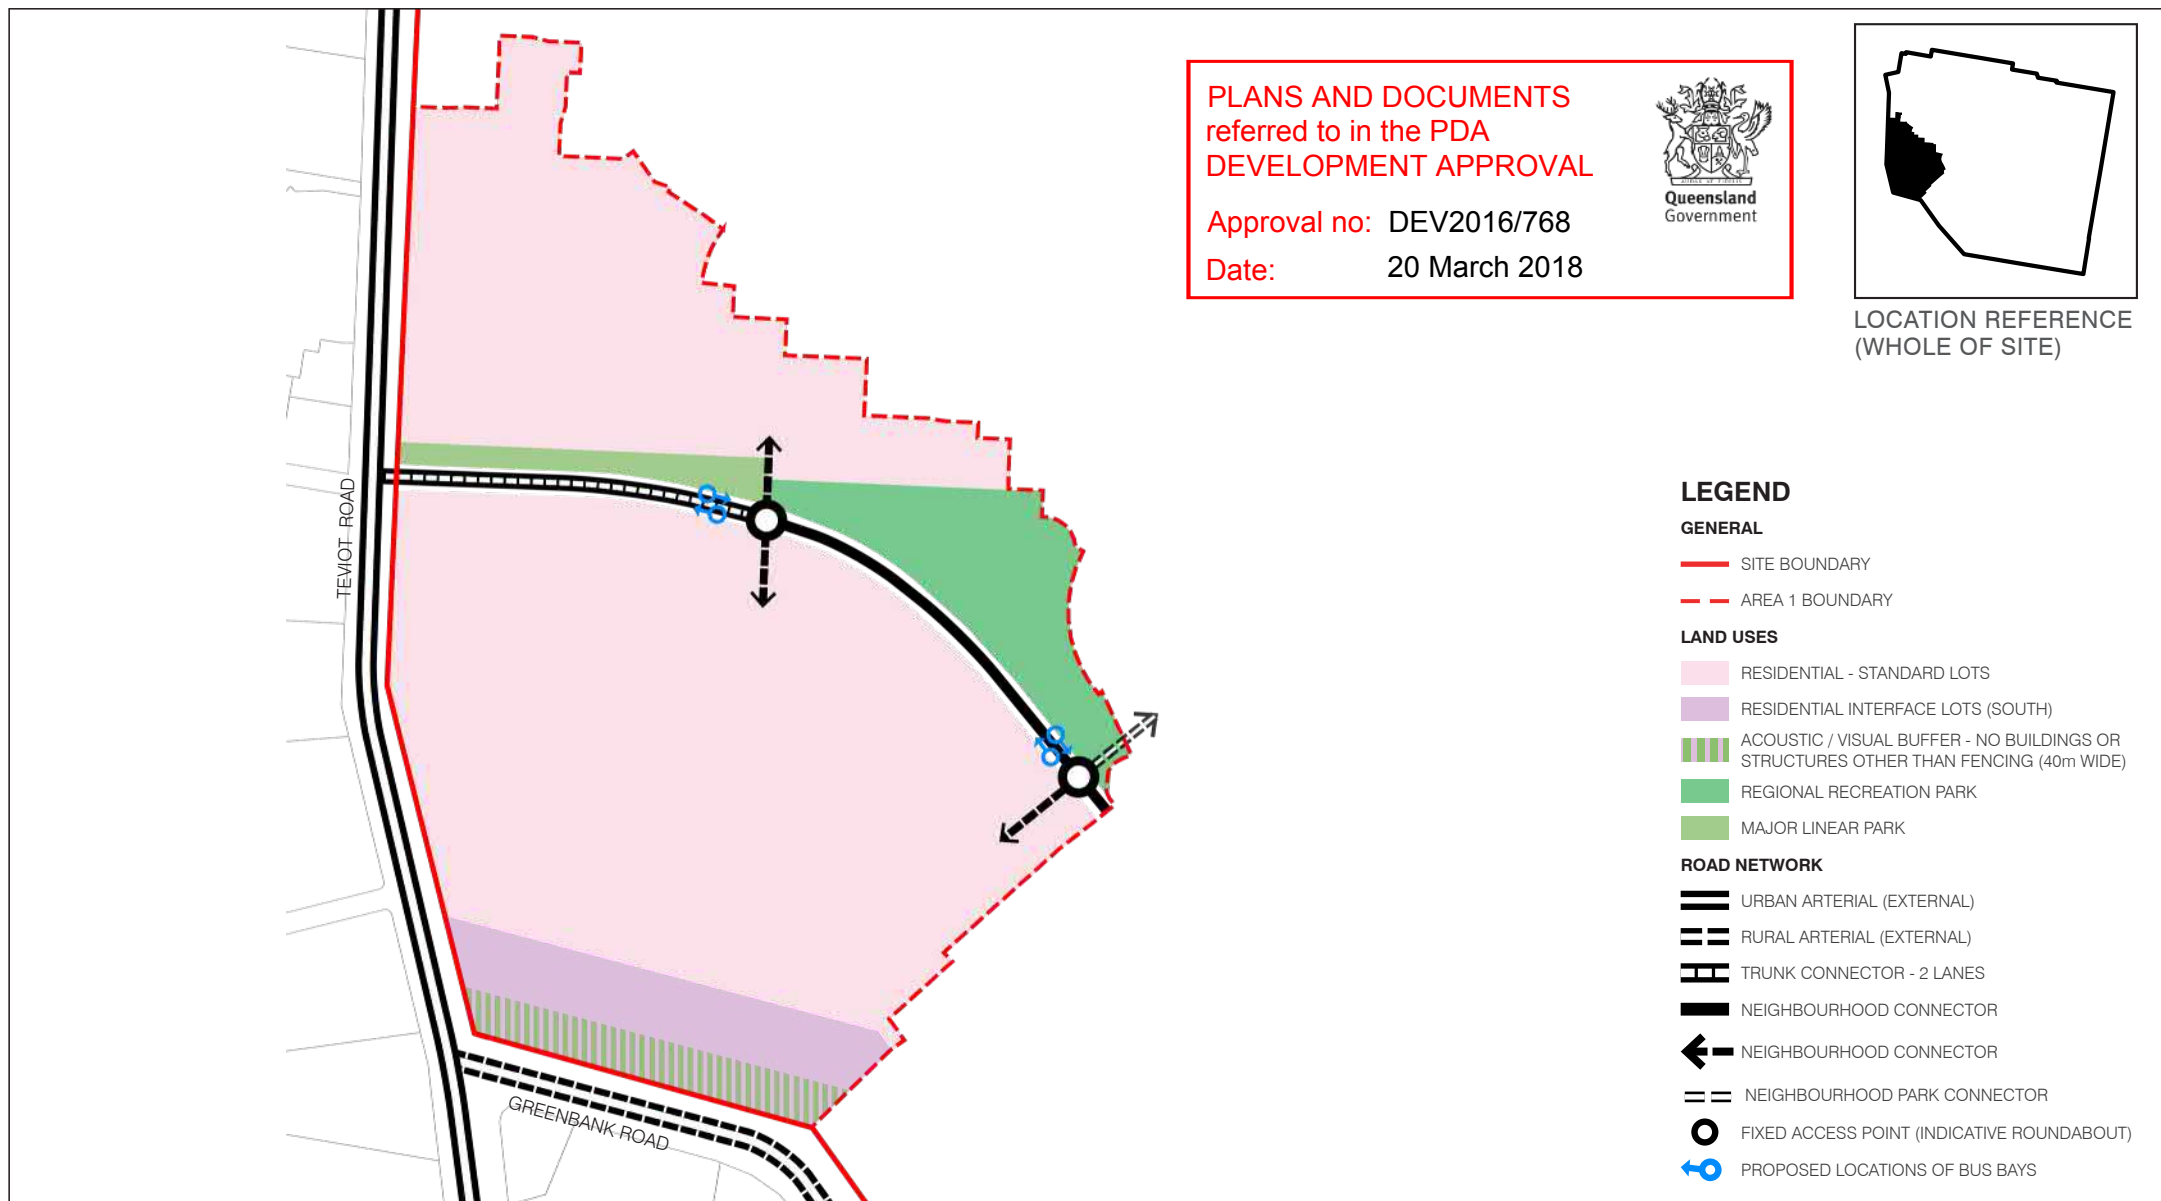 PLANS AND DOCUMENTS
referred to in the PDA
DEVELOPMENT APPROVAL
Approval no: DEV2016/768
Date: 20 March 2018
Queensland
Government
LOCATION REFERENCE
(WHOLE OF SITE)
TEVIOT ROAD
GREENBANK ROAD
LEGEND
GENERAL
SITE BOUNDARY
AREA 1 BOUNDARY
LAND USES
RESIDENTIAL - STANDARD LOTS
RESIDENTIAL INTERFACE LOTS (SOUTH)
ACOUSTIC / VISUAL BUFFER - NO BUILDINGS OR
STRUCTURES OTHER THAN FENCING (40m WIDE)
REGIONAL RECREATION PARK
MAJOR LINEAR PARK
ROAD NETWORK
URBAN ARTERIAL (EXTERNAL)
RURAL ARTERIAL (EXTERNAL)
TRUNK CONNECTOR - 2 LANES
NEIGHBOURHOOD CONNECTOR
NEIGHBOURHOOD CONNECTOR
NEIGHBOURHOOD PARK CONNECTOR
FIXED ACCESS POINT (INDICATIVE ROUNDABOUT)
PROPOSED LOCATIONS OF BUS BAYS